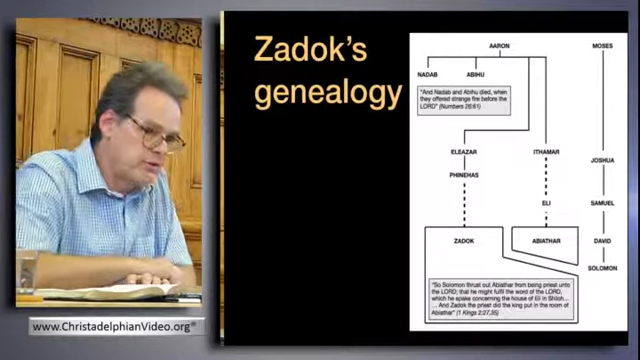 Zadok's
genealogy
AARON
MOSES
NADAB
ABIHU
"And Nadab and Abihu died, when
they offered strange fire before the
LORD" (Numbers 26:61)
ELEAZAR
ITHAMAR
JOSHUA
PHINEHAS
ELI
SAMUEL
ZADOK
ABIATHAR
DAVID
SOLOMON
"So Solomon thrust out Abiathar from being priest unto
the LORD; that he might fulfil the word of the LORD,
which he spake concerning the house of Eli in Shiloh...
... And Zadok the priest did the king put in the room of
Abiathar" (1 Kings 2:27,35)
www.ChristadelphianVideo.org®